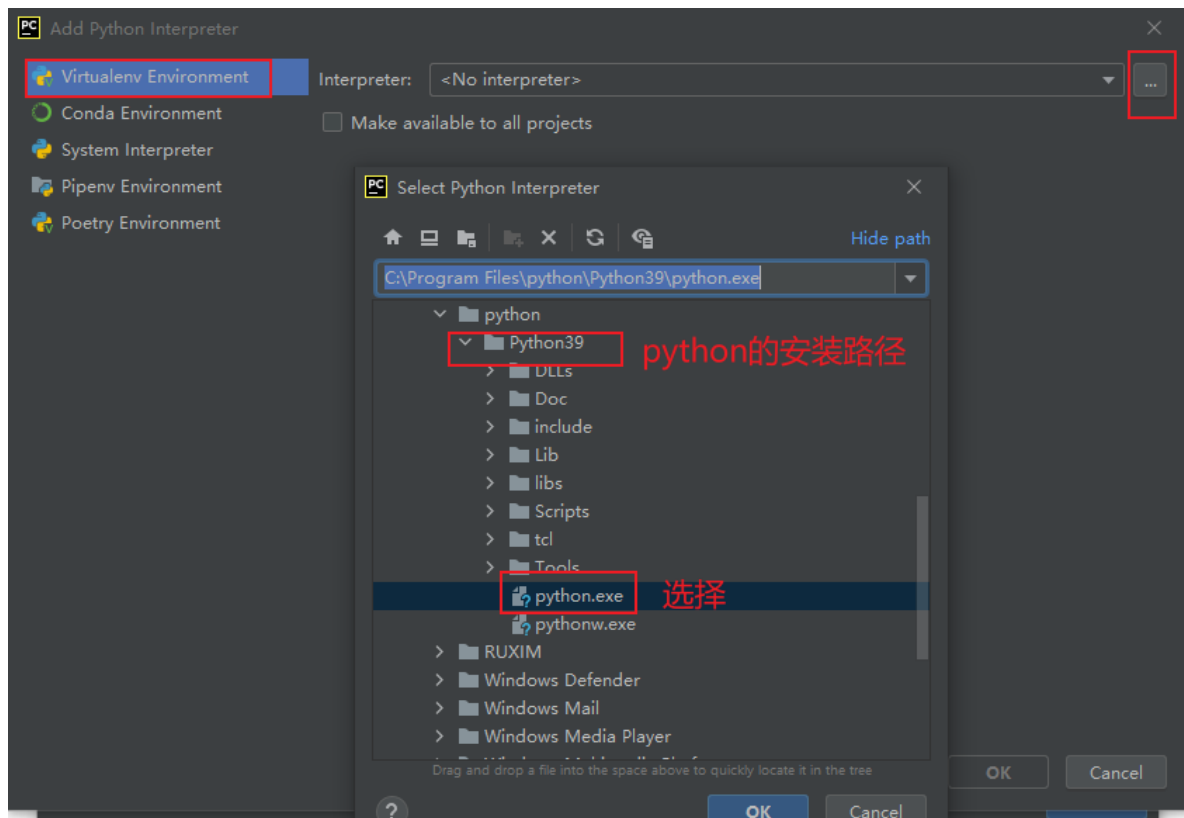 PC Add Python Interpreter
Virtualenv Environment
Interpreter: <No interpreter>
...
Conda Environment
Make available to all projects
System Interpreter
Pipenv Environment
Poetry Environment
PC Select Python Interpreter
Hide path
C:\Program Files\python\Python39\python.exe
python
Python39
python的安装路径
DLLs
Doc
include
Lib
libs
Scripts
tcl
Tools
python.exe
选择
pythonw.exe
RUXIM
Windows Defender
Windows Mail
Windows Media Player
Drag and drop a file into the space above to quickly locate it in the tree
OK Cancel
? OK Cancel